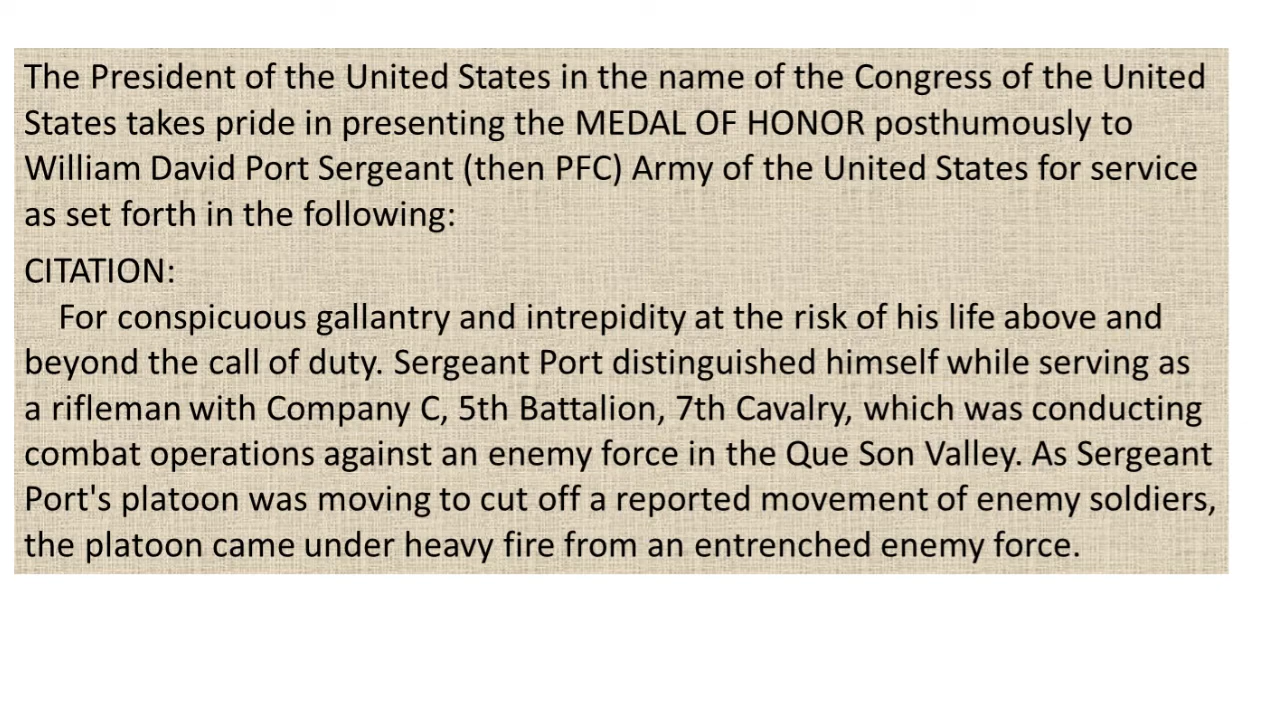 The President of the United States in the name of the Congress of the United
States takes pride in presenting the MEDAL OF HONOR posthumously to
William David Port Sergeant (then PFC) Army of the United States for service
as set forth in the following:
CITATION:
For conspicuous gallantry and intrepidity at the risk of his life above and
beyond the call of duty. Sergeant Port distinguished himself while serving as
a rifleman with Company C, 5th Battalion, 7th Cavalry, which was conducting
combat operations against an enemy force in the Que Son Valley. As Sergeant
Port's platoon was moving to cut off a reported movement of enemy soldiers,
the platoon came under heavy fire from an entrenched enemy force.